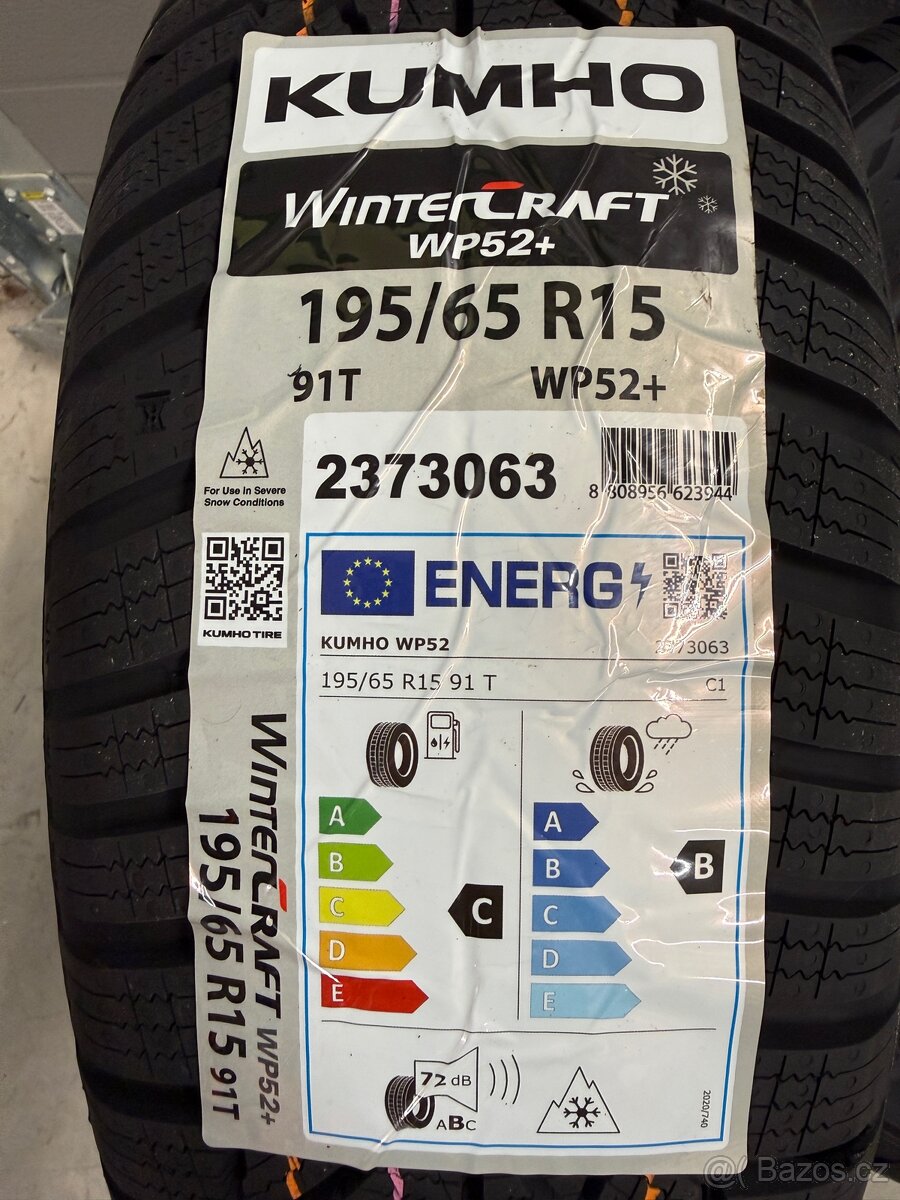 KUMHO
WINTERCRAFT
WP52+
195/65 R15
91T WP52+
2373063
8 808956 623944
For Use In Severe
Snow Conditions
KUMHO TIRE
ENERG
KUMHO WP52 2373063
195/65 R15 91 T C1
A
B
C
D
E
C
A
B
C
D
E
B
72 dB
ABC
2020/740
WINTERCRAFT WP52+
195/65 R15 91T
@( Bazos.cz